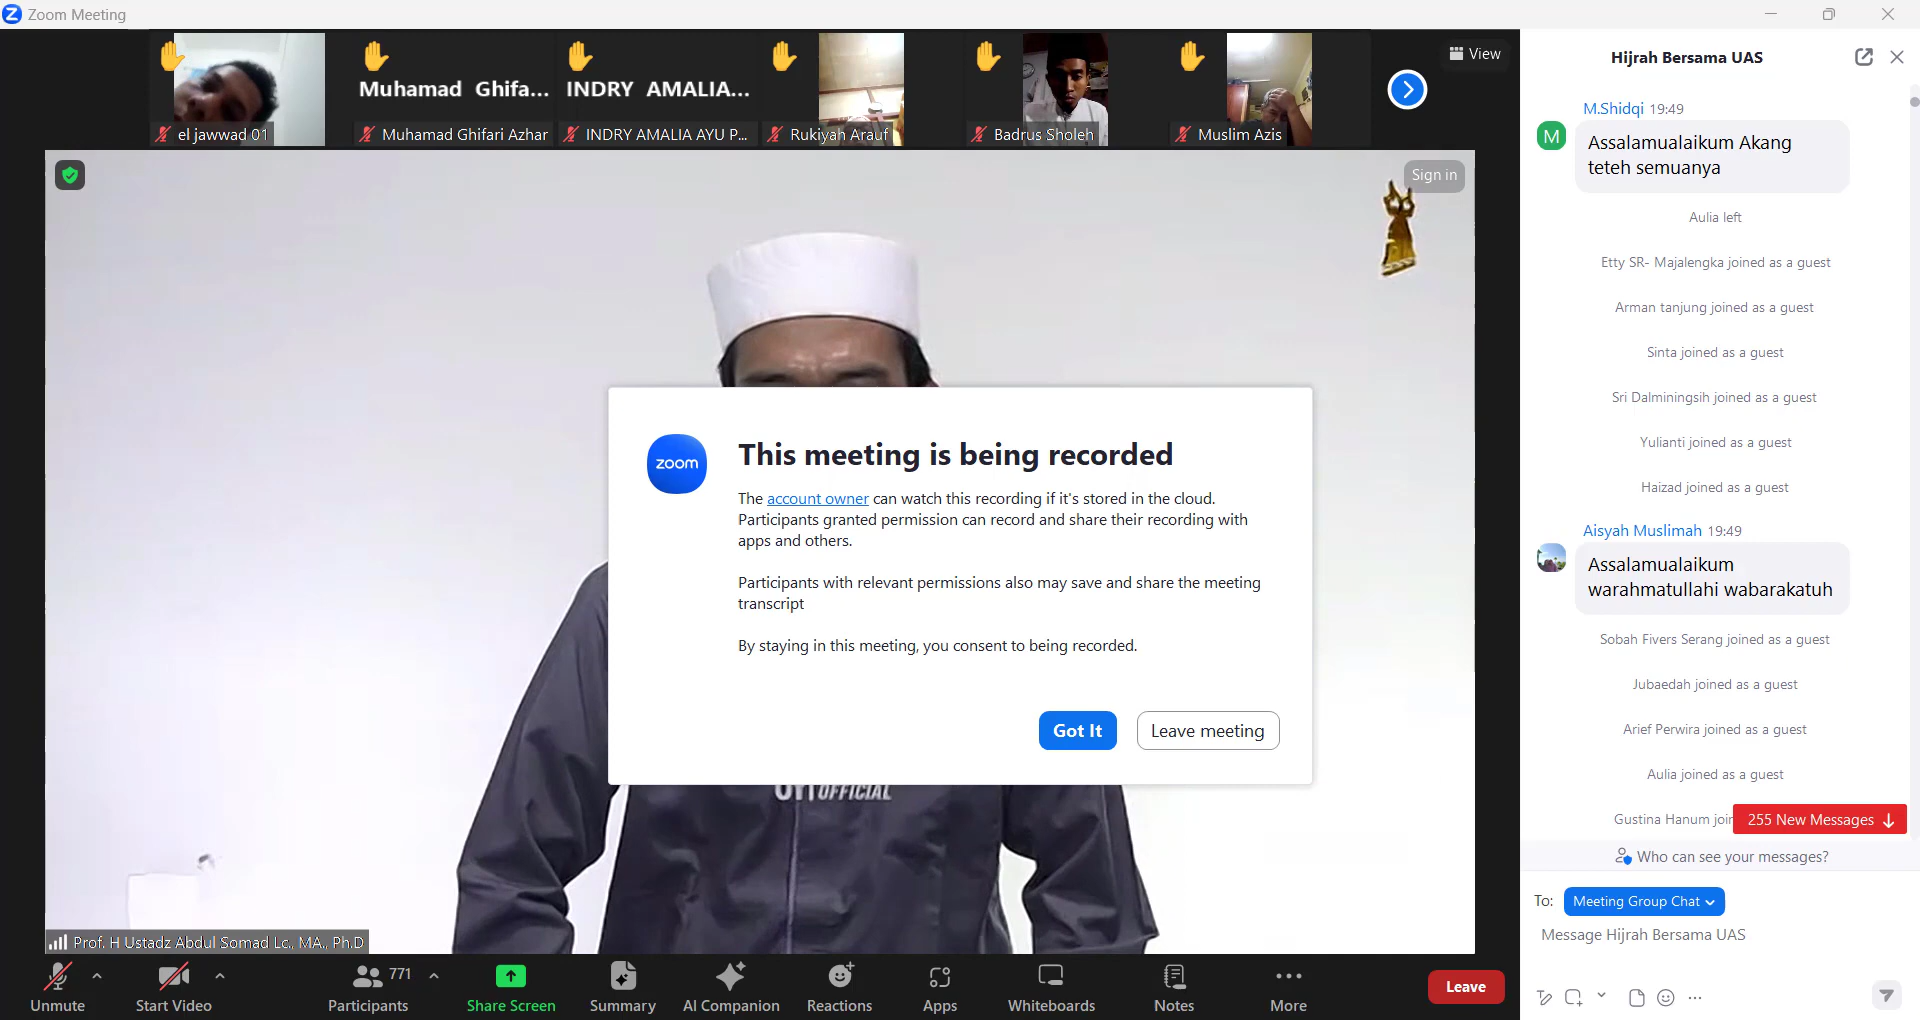 Zoom Meeting
el jawwad 01
Muhamad Ghifa...
Muhamad Ghifari Azhar
INDRY AMALIA...
INDRY AMALIA AYU P...
Rukiyah Arauf
Badrus Sholeh
Muslim Azis
View
Sign in
zoom
This meeting is being recorded
The account owner can watch this recording if it's stored in the cloud.
Participants granted permission can record and share their recording with
apps and others.
Participants with relevant permissions also may save and share the meeting
transcript
By staying in this meeting, you consent to being recorded.
Got It
Leave meeting
OFFICIAL
Prof. H Ustadz Abdul Somad Lc., MA., Ph.D
Unmute
Start Video
771
Participants
Share Screen
Summary
AI Companion
Reactions
Apps
Whiteboards
Notes
More
Leave
Hijrah Bersama UAS
M.Shidqi 19:49
M
Assalamualaikum Akang
teteh semuanya
Aulia left
Etty SR- Majalengka joined as a guest
Arman tanjung joined as a guest
Sinta joined as a guest
Sri Dalminingsih joined as a guest
Yulianti joined as a guest
Haizad joined as a guest
Aisyah Muslimah 19:49
Assalamualaikum
warahmatullahi wabarakatuh
Sobah Fivers Serang joined as a guest
Jubaedah joined as a guest
Arief Perwira joined as a guest
Aulia joined as a guest
Gustina Hanum joi
255 New Messages
Who can see your messages?
To: Meeting Group Chat
Message Hijrah Bersama UAS